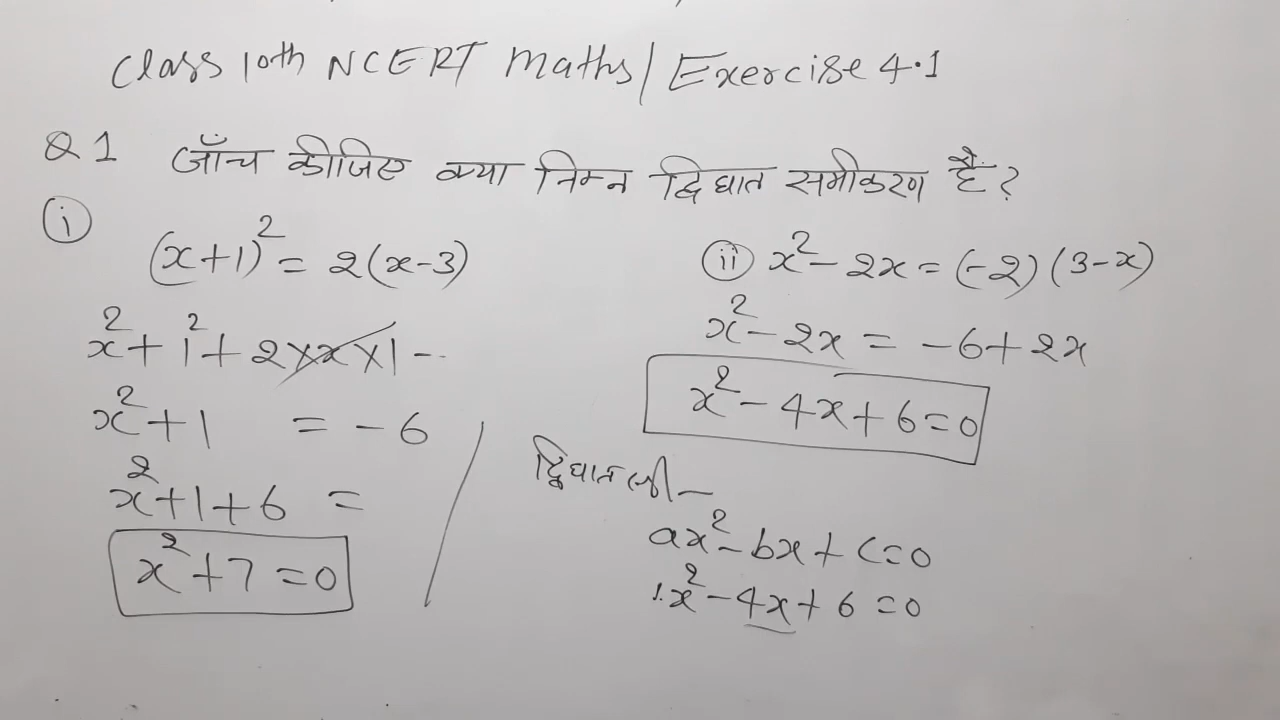 Class 10th NCERT Maths/Exercise 4.1
Q 1 जाँच कीजिए क्या निम्न द्विघात समीकरण हैं?
(i)
(x+1)² = 2(x-3)
x² + 1² + 2×x×1 -
x² + 1 = -6
x² + 1 + 6 =
x² + 7 = 0
(ii) x² - 2x = (-2) (3-x)
x² - 2x = -6 + 2x
x² - 4x + 6 = 0
द्विघात
ax² - bx + c = 0
1.x² - 4x + 6 = 0